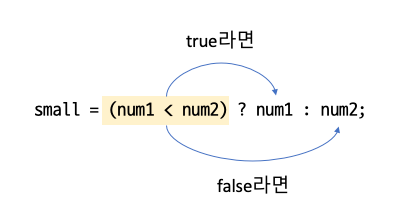 true라면
small = (num1 < num2) ? num1 : num2;
false라면